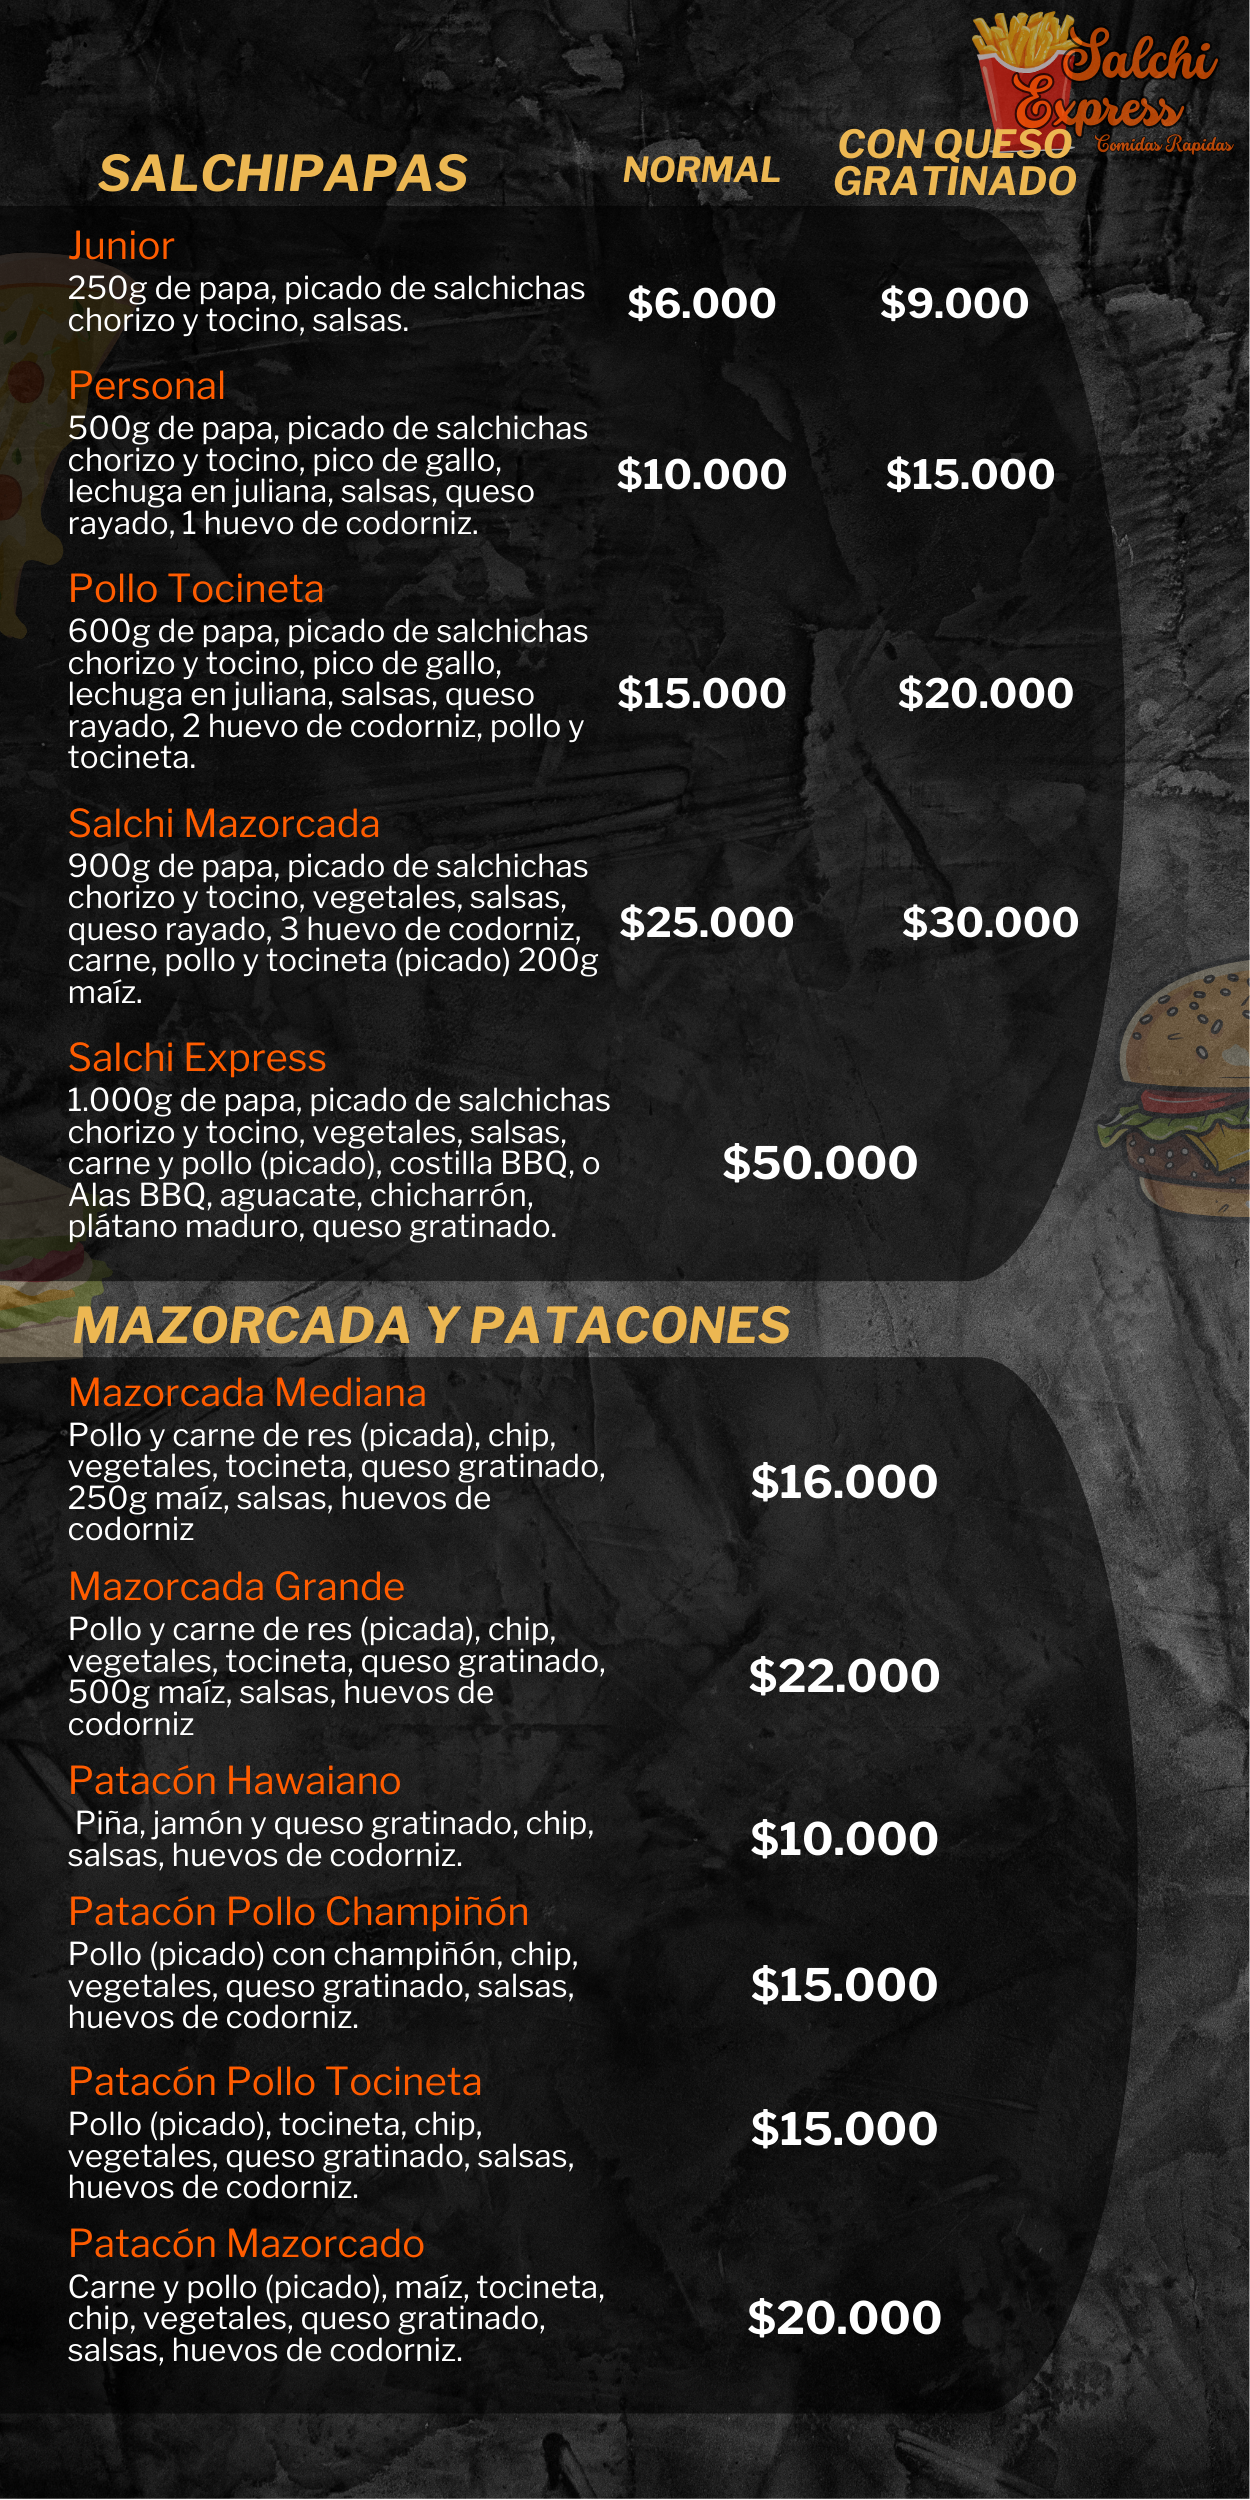 Salchi
Express
Comidas Rapidas
SALCHIPAPAS
NORMAL
CON QUESO
GRATINADO
Junior
250g de papa, picado de salchichas
chorizo y tocino, salsas.
$6.000
$9.000
Personal
500g de papa, picado de salchichas
chorizo y tocino, pico de gallo,
lechuga en juliana, salsas, queso
rayado, 1 huevo de codorniz.
$10.000
$15.000
Pollo Tocineta
600g de papa, picado de salchichas
chorizo y tocino, pico de gallo,
lechuga en juliana, salsas, queso
rayado, 2 huevo de codorniz, pollo y
tocineta.
$15.000
$20.000
Salchi Mazorcada
900g de papa, picado de salchichas
chorizo y tocino, vegetales, salsas,
queso rayado, 3 huevo de codorniz,
carne, pollo y tocineta (picado) 200g
maíz.
$25.000
$30.000
Salchi Express
1.000g de papa, picado de salchichas
chorizo y tocino, vegetales, salsas,
carne y pollo (picado), costilla BBQ, o
Alas BBQ, aguacate, chicharrón,
plátano maduro, queso gratinado.
$50.000
MAZORCADA Y PATACONES
Mazorcada Mediana
Pollo y carne de res (picada), chip,
vegetales, tocineta, queso gratinado,
250g maíz, salsas, huevos de
codorniz
$16.000
Mazorcada Grande
Pollo y carne de res (picada), chip,
vegetales, tocineta, queso gratinado,
500g maíz, salsas, huevos de
codorniz
$22.000
Patacón Hawaiano
Piña, jamón y queso gratinado, chip,
salsas, huevos de codorniz.
$10.000
Patacón Pollo Champiñón
Pollo (picado) con champiñón, chip,
vegetales, queso gratinado, salsas,
huevos de codorniz.
$15.000
Patacón Pollo Tocineta
Pollo (picado), tocineta, chip,
vegetales, queso gratinado, salsas,
huevos de codorniz.
$15.000
Patacón Mazorcado
Carne y pollo (picado), maíz, tocineta,
chip, vegetales, queso gratinado,
salsas, huevos de codorniz.
$20.000